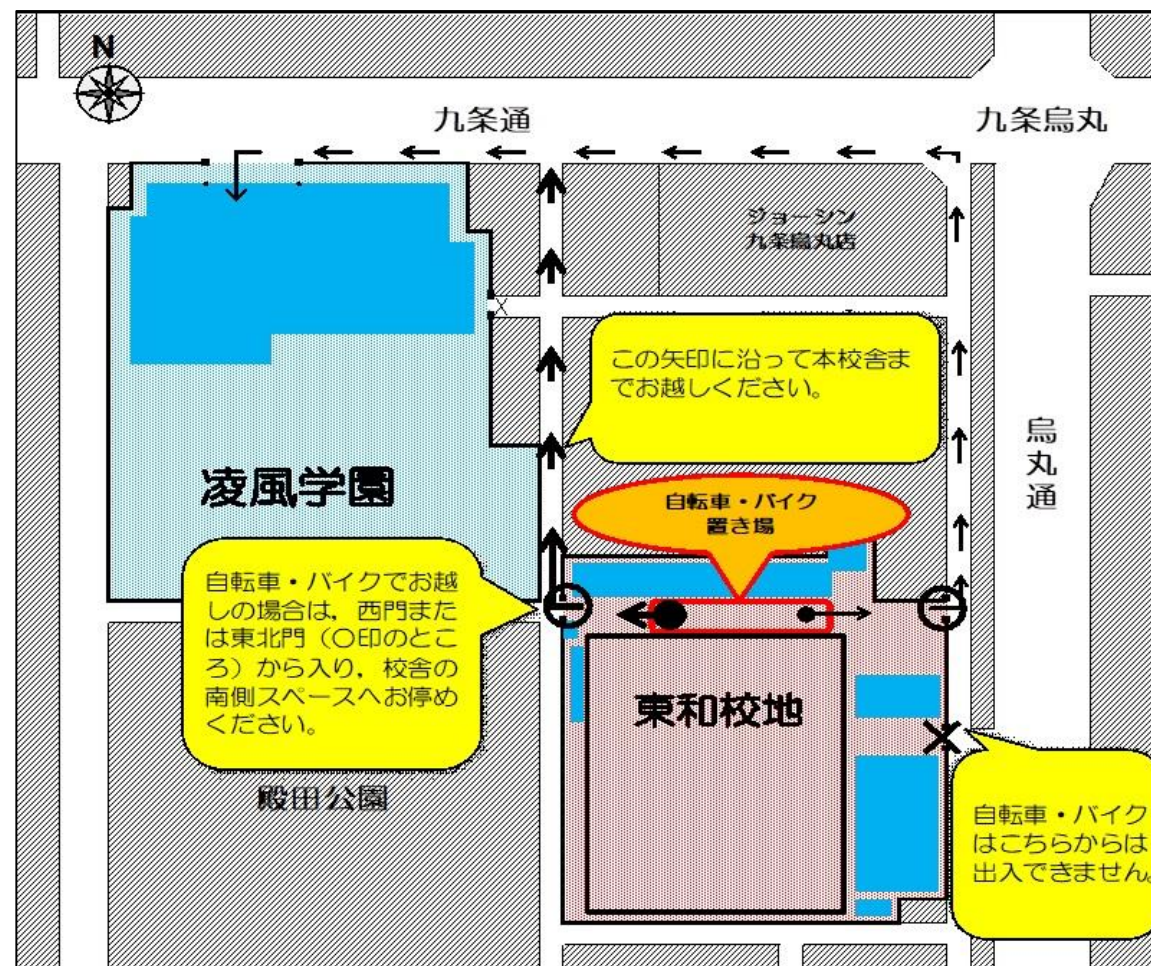 N
九条通
九条烏丸
ジョーシン
九条烏丸店
この矢印に沿って本校舎ま
でお越しください。
烏丸通
凌風学園
自転車・バイク
置き場
自転車・バイクでお越
しの場合は，西門また
は東北門（〇印のとこ
ろ）から入り，校舎の
南側スペースへお停め
ください。
東和校地
殿田公園
自転車・バイク
はこちらからは
出入できません。